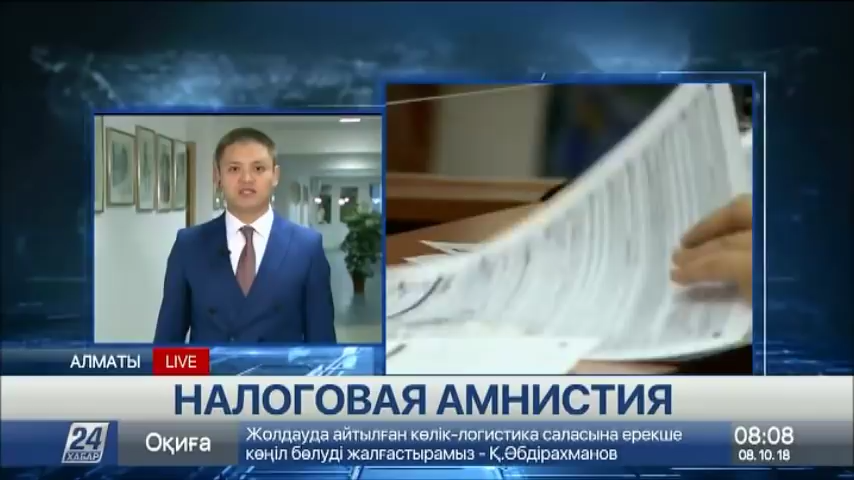 АЛМАТЫ LIVE
НАЛОГОВАЯ АМНИСТИЯ
24
ХАБАР
Оқиға
Жолдауда айтылған көлік-логистика саласына ерекше
көңіл бөлуді жалғастырамыз - Қ.Әбдірахманов
08:08
08.10.18